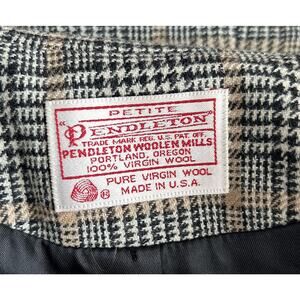 PETITE
"PENDLETON"
TRADE MARK REG. U.S. PAT. OFF.
PENDLETON WOOLEN MILLS
PORTLAND, OREGON
100% VIRGIN WOOL
PURE VIRGIN WOOL
MADE IN U.S.A.